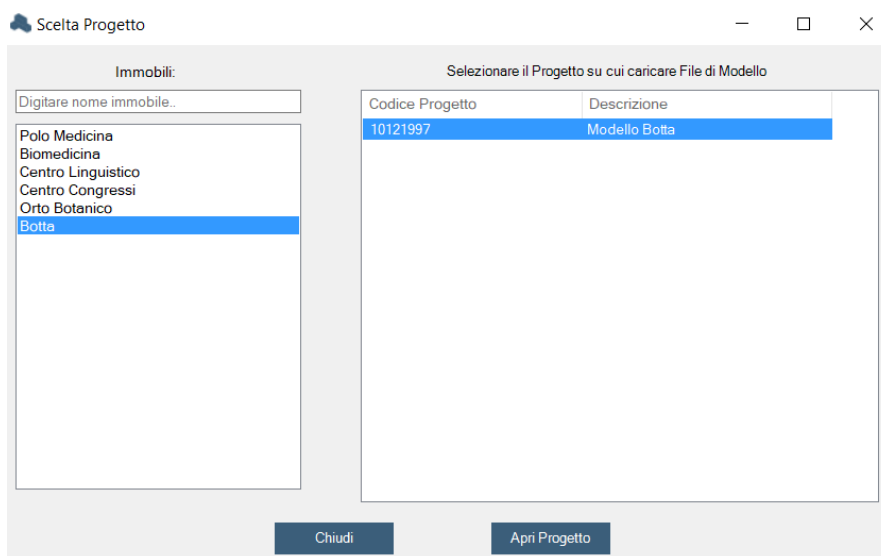 Scelta Progetto
Immobili:
Digitare nome immobile..
Polo Medicina
Biomedicina
Centro Linguistico
Centro Congressi
Orto Botanico
Botta
Selezionare il Progetto su cui caricare File di Modello
Codice Progetto Descrizione
10121997 Modello Botta
Chiudi
Apri Progetto